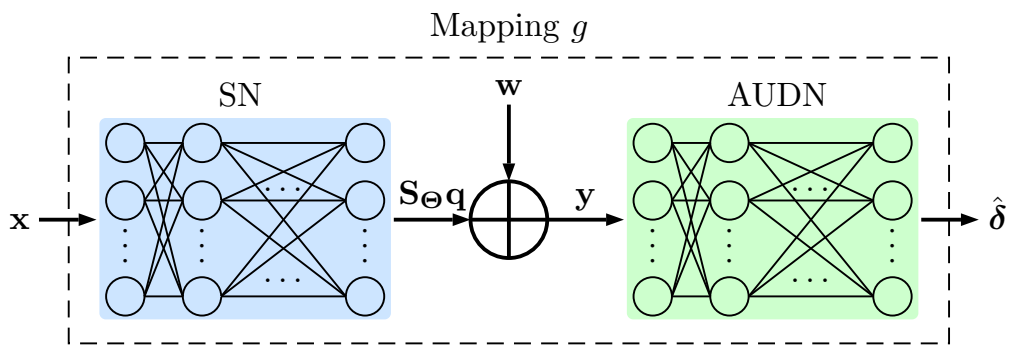 Mapping g
SN
w
AUDN
x
S_Θq
y
δ̂
. . .
. . .
. . .
. . .